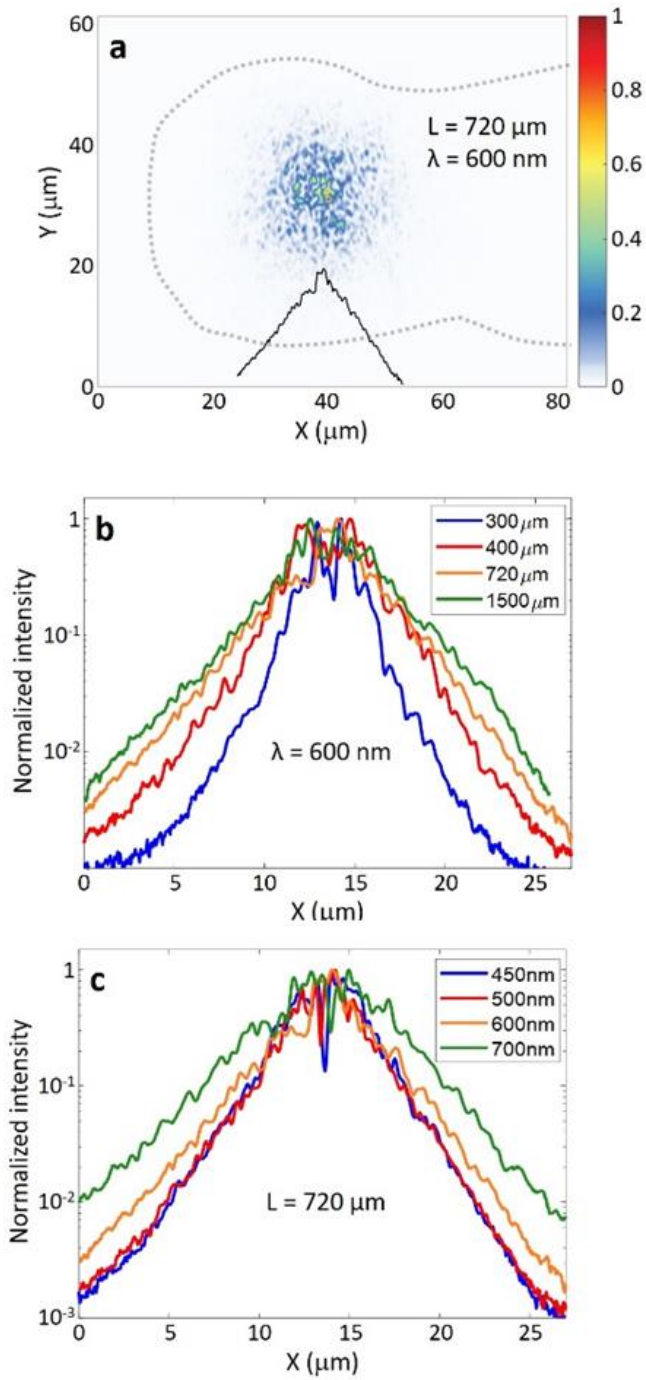 a
60
40
20
0
Y (μm)
0 20 40 60 80
X (μm)
L = 720 μm
λ = 600 nm
1
0.8
0.6
0.4
0.2
0
b
1
10-1
10-2
Normalized intensity
300 μm
400 μm
720 μm
1500 μm
λ = 600 nm
0 5 10 15 20 25
X (μm)
c
1
10-1
10-2
10-3
Normalized intensity
450nm
500nm
600nm
700nm
L = 720 μm
0 5 10 15 20 25
X (μm)